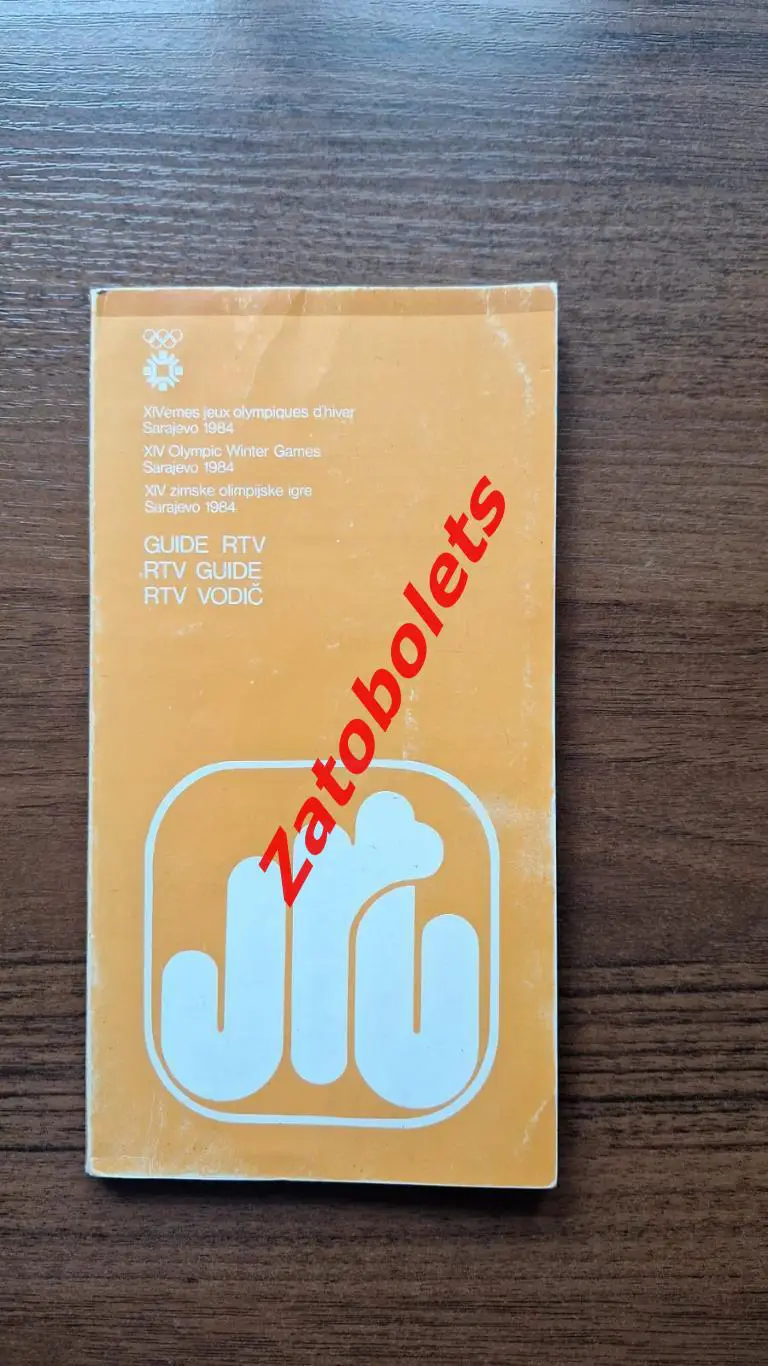 XIVemes jeux olympiques d'hiver
Sarajevo 1984
XIV Olympic Winter Games
Sarajevo 1984
XIV zimske olimpijske igre
Sarajevo 1984
GUIDE RTV
RTV GUIDE
RTV VODIČ
Zatobolets
jrt